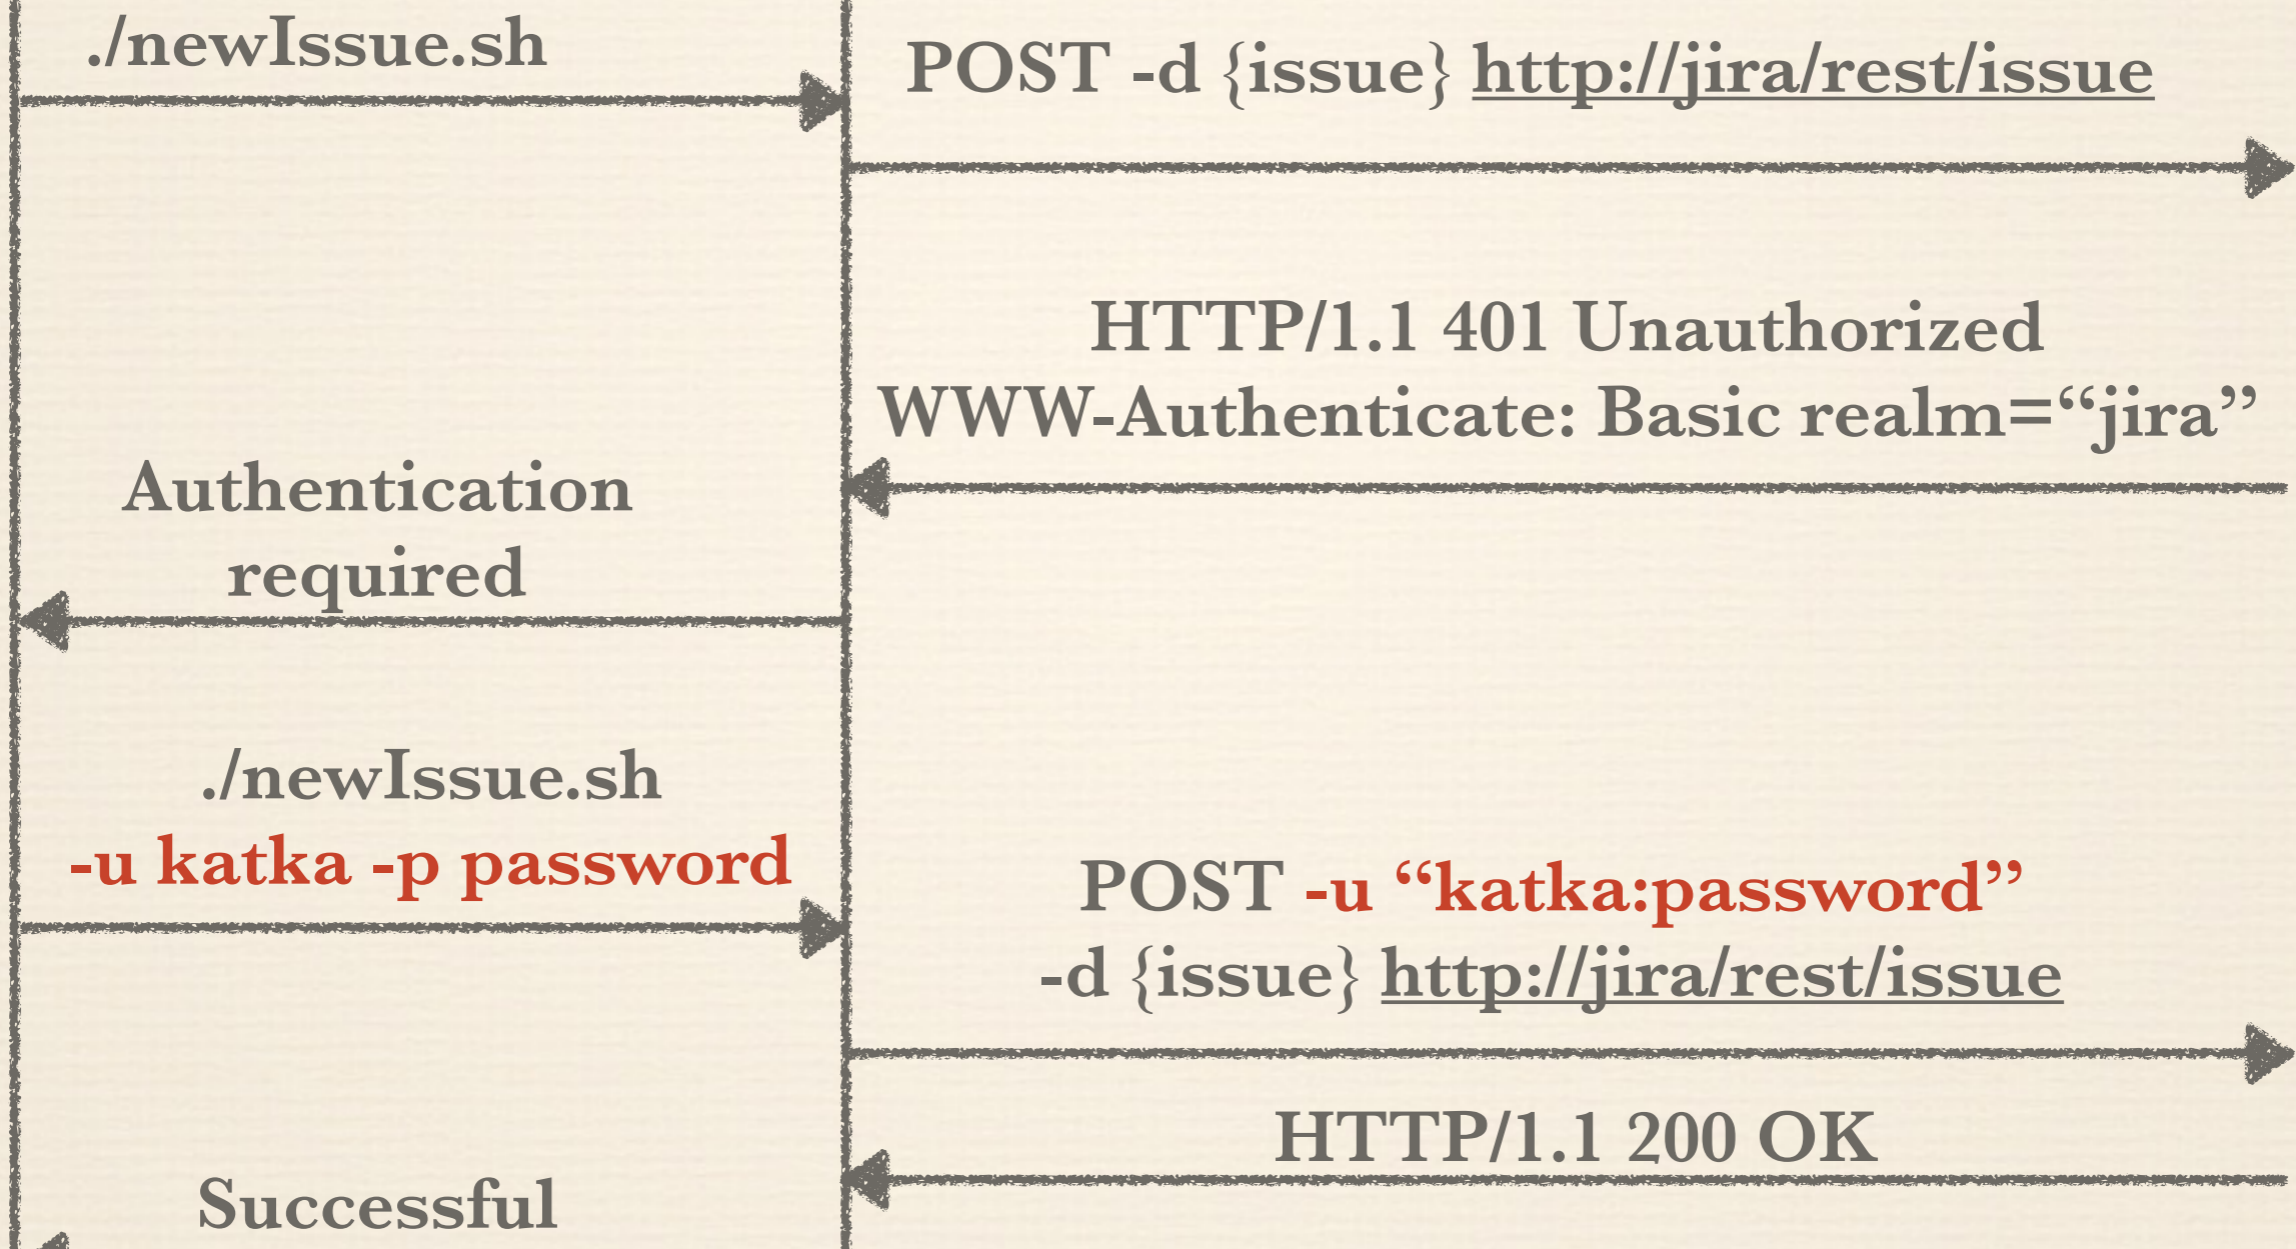 ./newIssue.sh
POST -d {issue} http://jira/rest/issue
HTTP/1.1 401 Unauthorized
WWW-Authenticate: Basic realm=“jira”
Authentication
required
./newIssue.sh
-u katka -p password
POST -u “katka:password”
-d {issue} http://jira/rest/issue
HTTP/1.1 200 OK
Successful